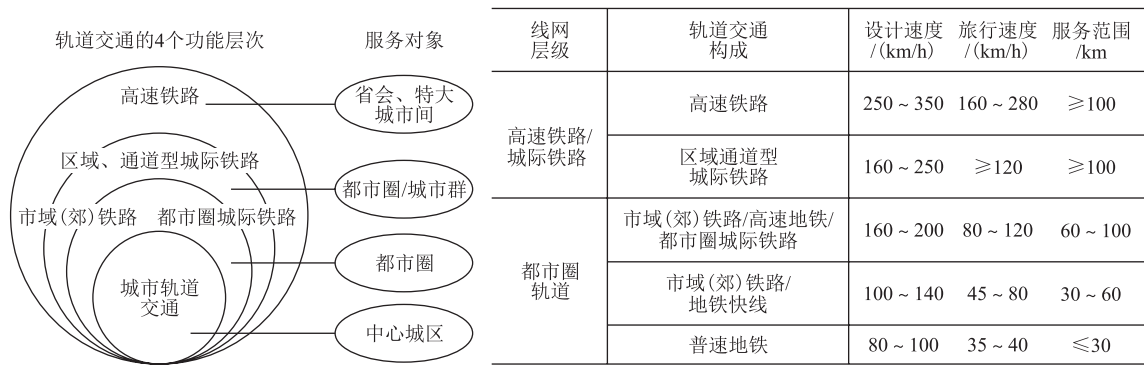 轨道交通的4个功能层次
服务对象
高速铁路
省会、特大
城市间
区域、通道型城际铁路
都市圈/城市群
市域(郊)铁路 都市圈城际铁路
都市圈
城市轨道
交通
中心城区
线网
层级
轨道交通
构成
设计速度
/(km/h)
旅行速度
/(km/h)
服务范围
/km
高速铁路/
城际铁路
高速铁路
250~350
160~280
≥100
区域通道型
城际铁路
160~250
≥120
≥100
都市圈
轨道
市域(郊)铁路/高速地铁/
都市圈城际铁路
160~200
80~120
60~100
市域(郊)铁路/
地铁快线
100~140
45~80
30~60
普速地铁
80~100
35~40
≤30